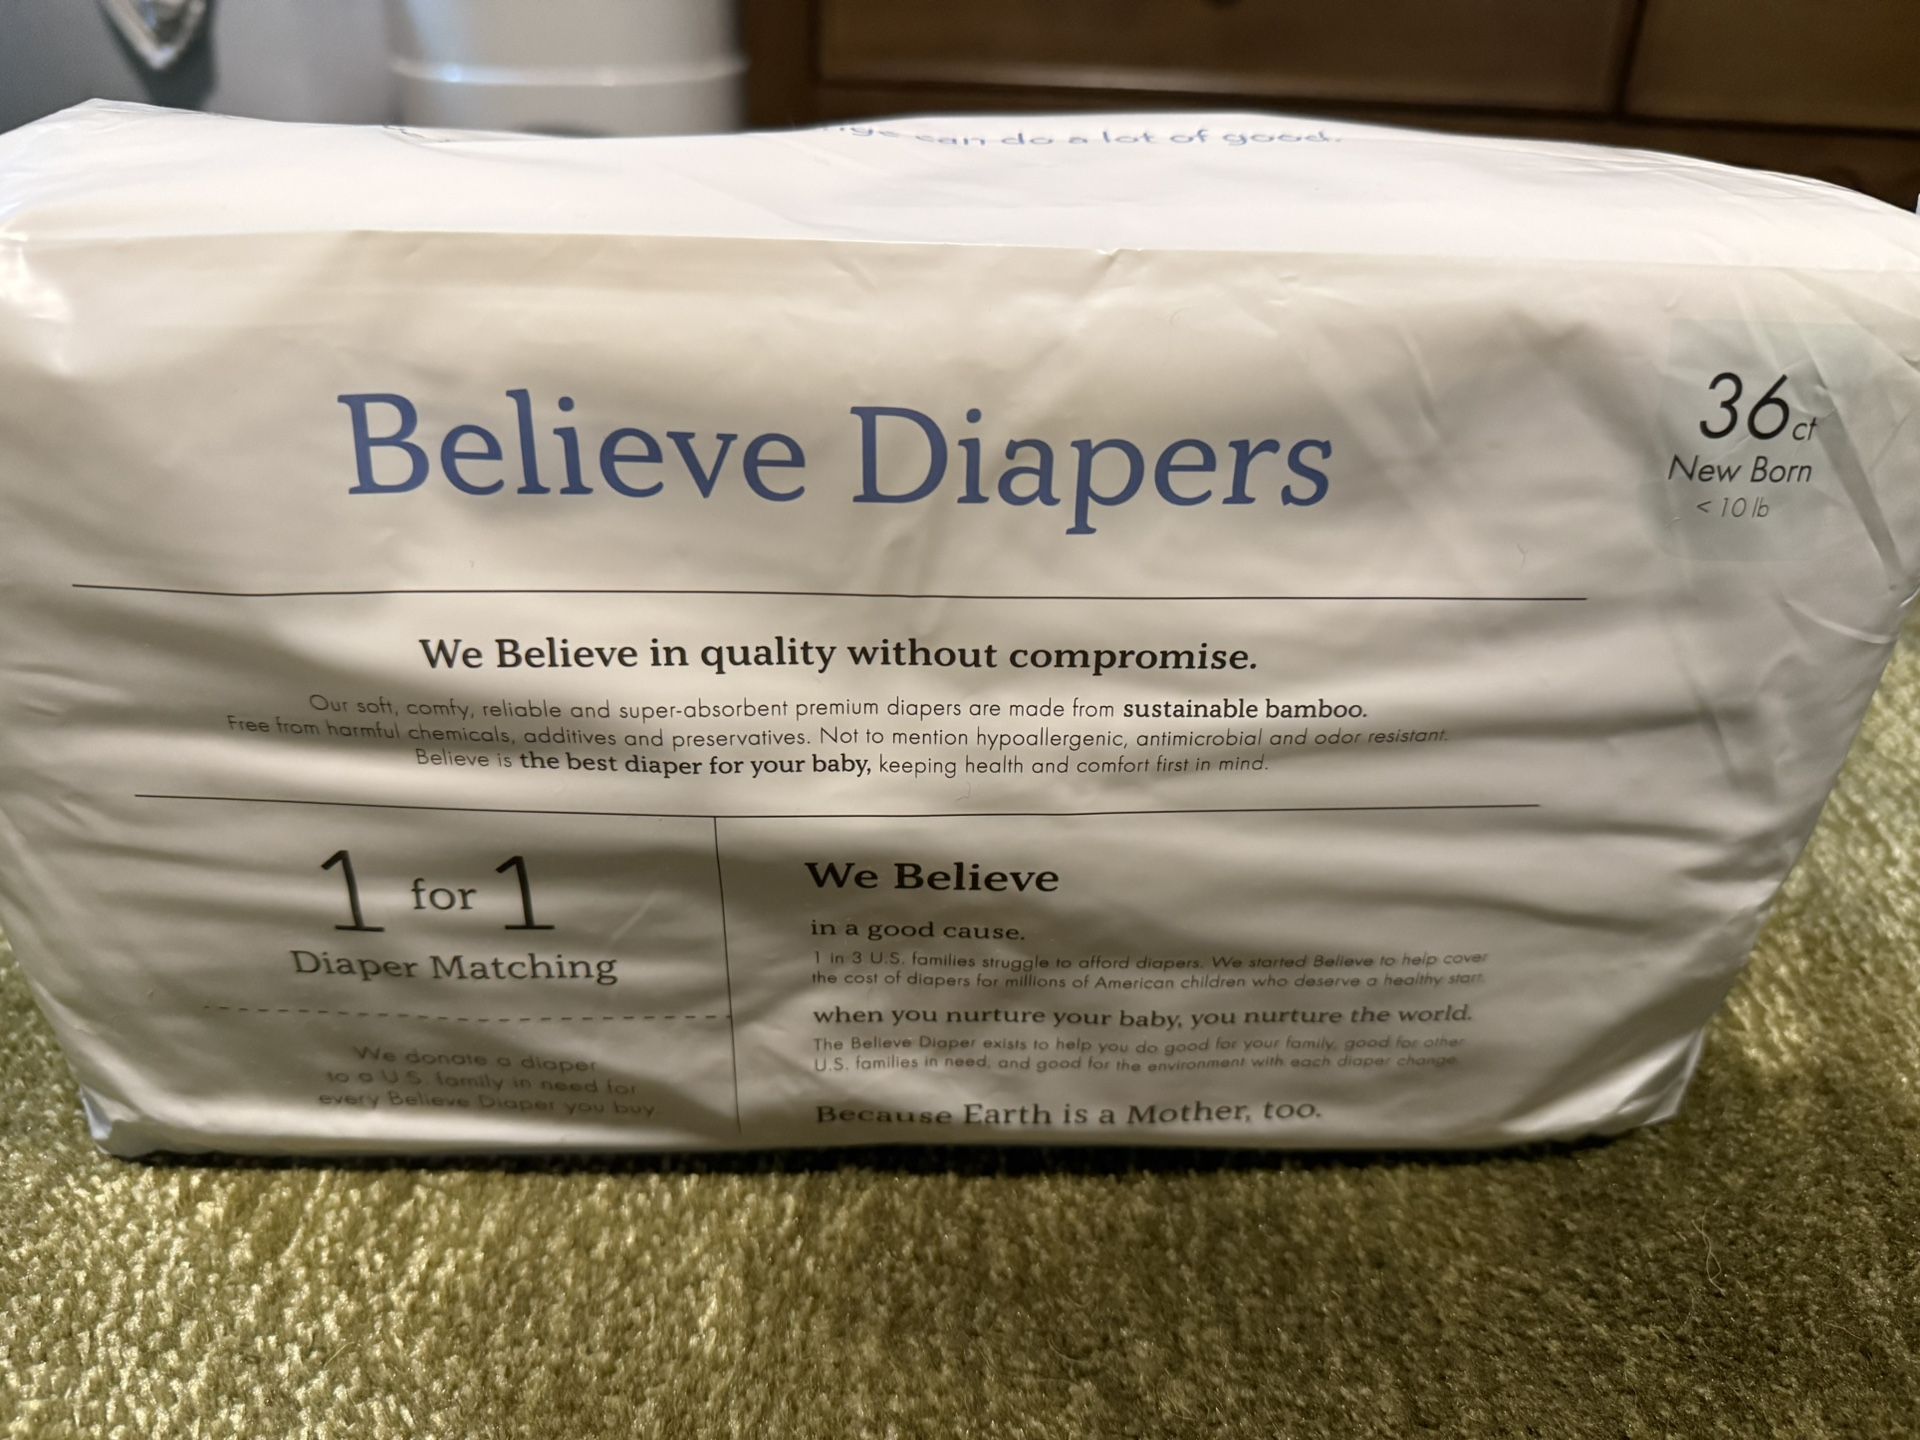 can do a lot of good.
Believe Diapers
36 ct
New Born
< 10 lb
We Believe in quality without compromise.
Our soft, comfy, reliable and super-absorbent premium diapers are made from sustainable bamboo.
Free from harmful chemicals, additives and preservatives. Not to mention hypoallergenic, antimicrobial and odor resistant.
Believe is the best diaper for your baby, keeping health and comfort first in mind.
1 for 1
Diaper Matching
We donate a diaper
to a U.S. family in need for
every Believe Diaper you buy
We Believe
in a good cause.
1 in 3 U.S. families struggle to afford diapers. We started Believe to help cover
the cost of diapers for millions of American children who deserve a healthy start.
when you nurture your baby, you nurture the world.
The Believe Diaper exists to help you do good for your family, good for other
U.S. families in need, and good for the environment with each diaper change.
Because Earth is a Mother, too.